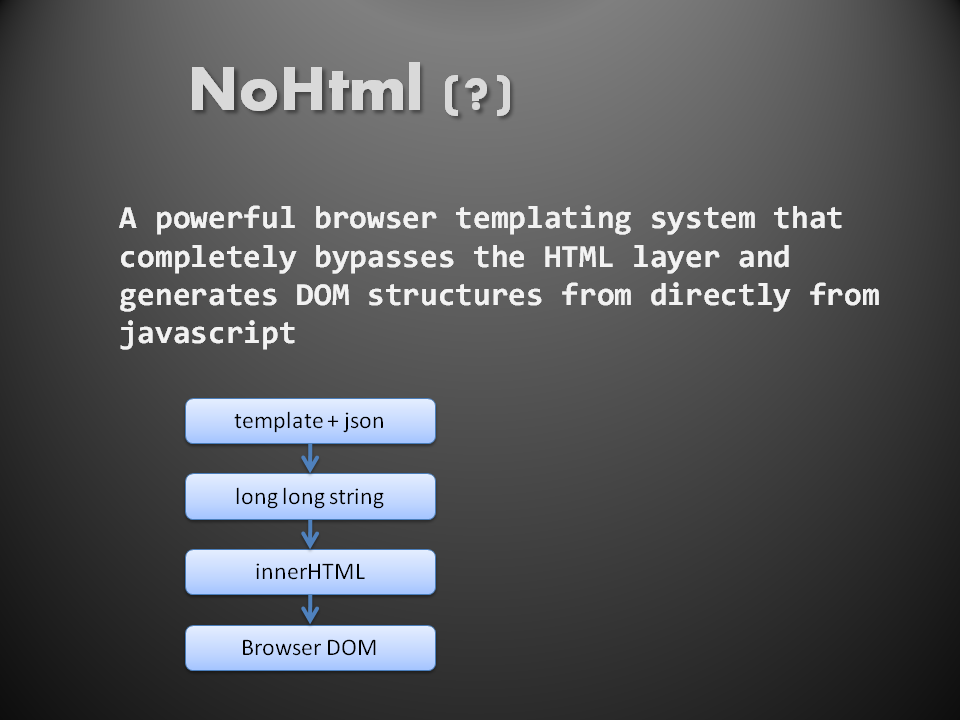 NoHtml (?)
A powerful browser templating system that
completely bypasses the HTML layer and
generates DOM structures from directly from
javascript
template + json
long long string
innerHTML
Browser DOM